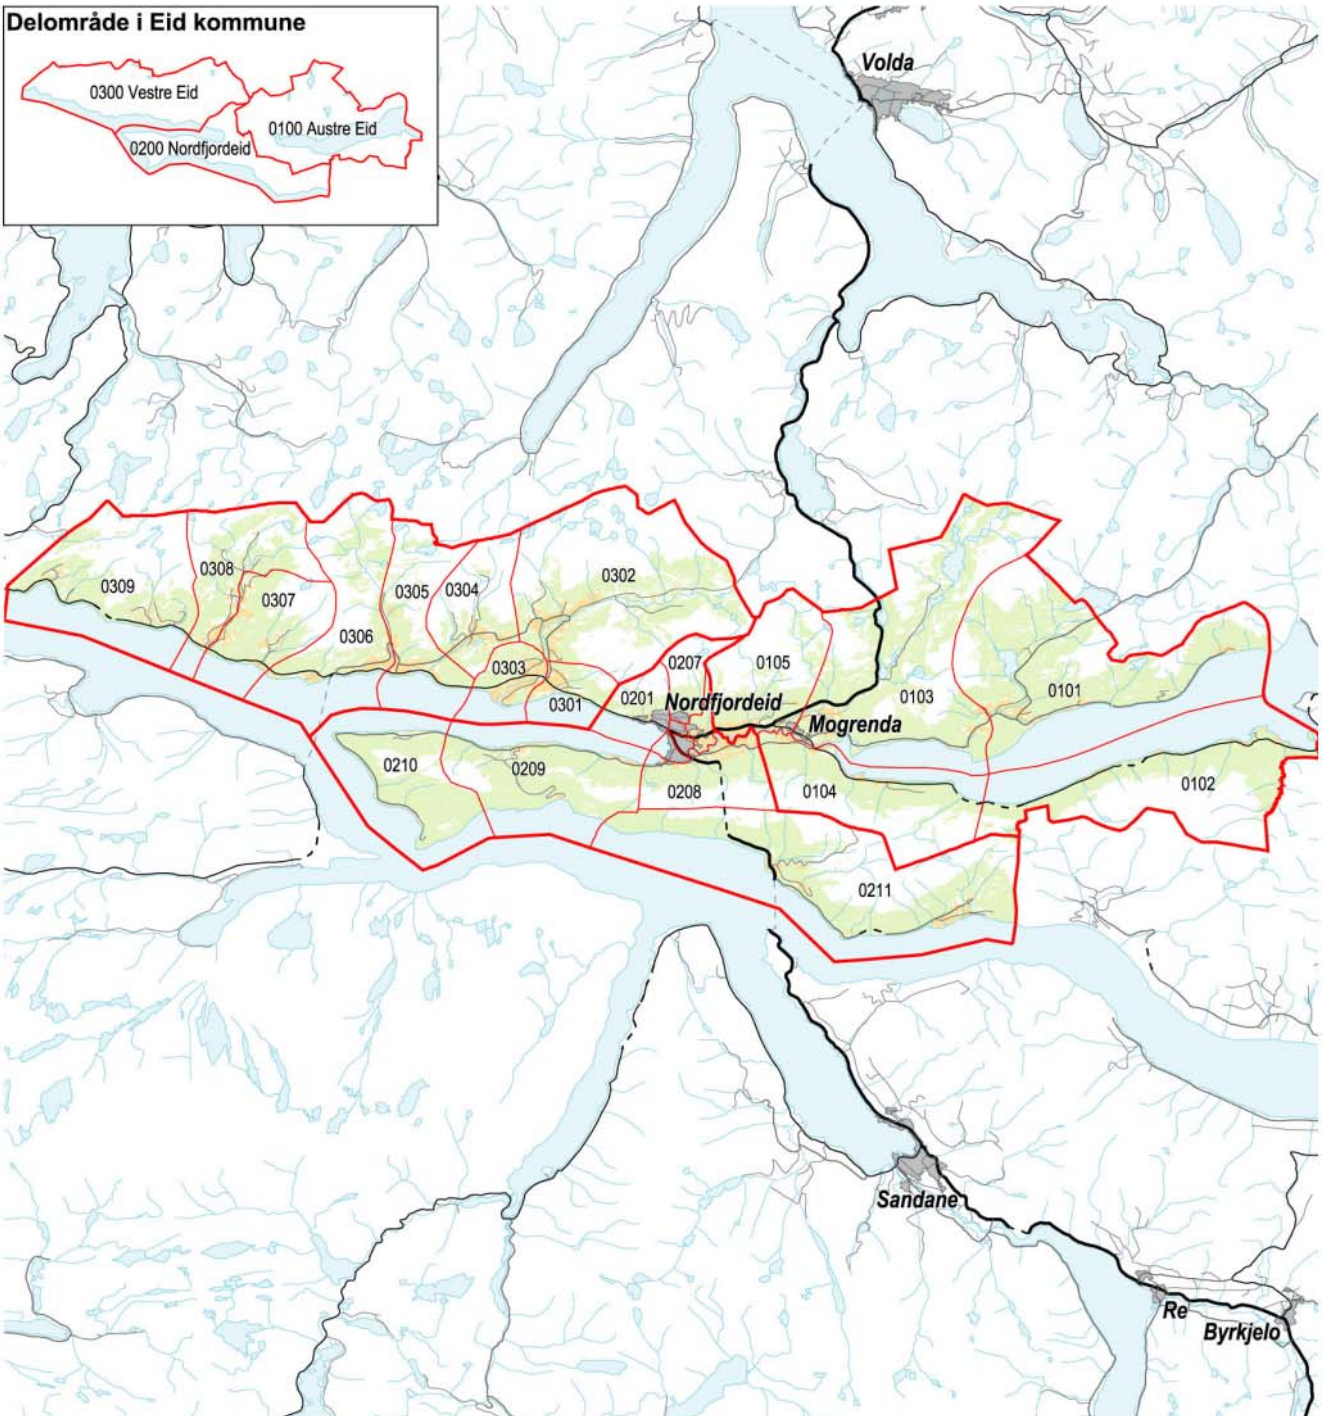 Delområde i Eid kommune
0300 Vestre Eid
0100 Austre Eid
0200 Nordfjordeid
Volda
0309
0308
0307
0306
0305
0304
0302
0303
0301
0207
0201
Nordfjordeid
0105
0103
0101
Mogrenda
0210
0209
0208
0104
0102
0211
Sandane
Re
Byrkjelo